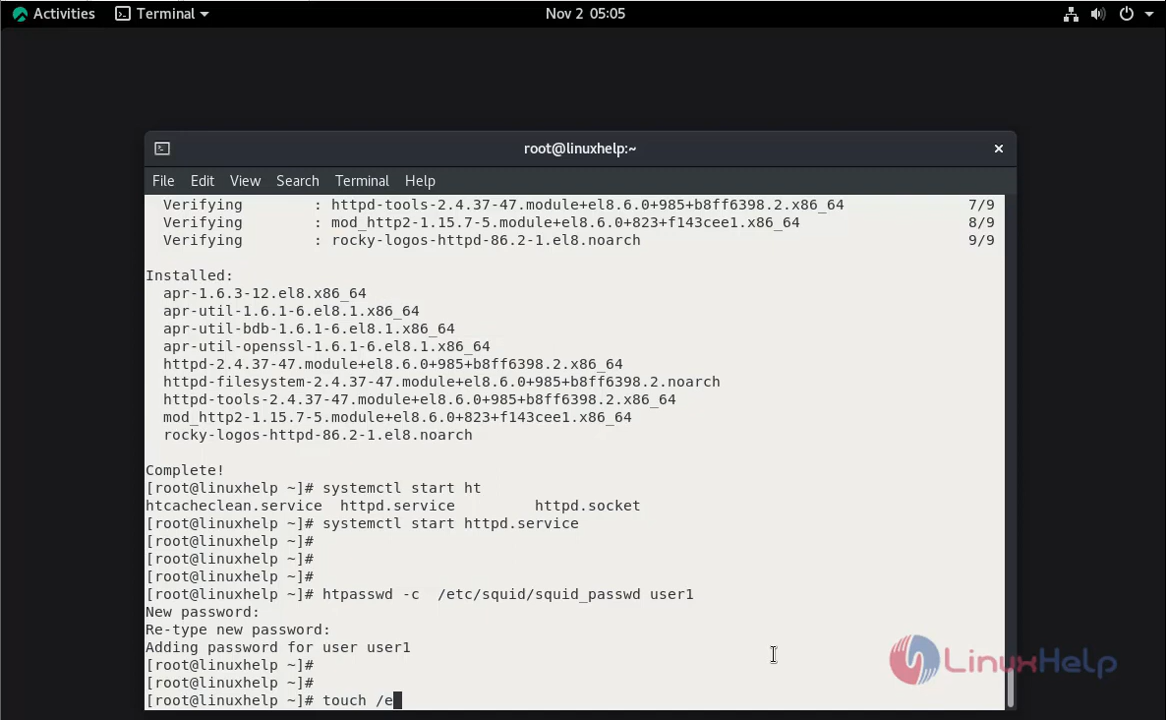 Activities Terminal Nov 2 05:05
root@linuxhelp:~
File Edit View Search Terminal Help
Verifying : httpd-tools-2.4.37-47.module+el8.6.0+985+b8ff6398.2.x86_64 7/9
Verifying : mod_http2-1.15.7-5.module+el8.6.0+823+f143cee1.x86_64 8/9
Verifying : rocky-logos-httpd-86.2-1.el8.noarch 9/9
Installed:
apr-1.6.3-12.el8.x86_64
apr-util-1.6.1-6.el8.1.x86_64
apr-util-bdb-1.6.1-6.el8.1.x86_64
apr-util-openssl-1.6.1-6.el8.1.x86_64
httpd-2.4.37-47.module+el8.6.0+985+b8ff6398.2.x86_64
httpd-filesystem-2.4.37-47.module+el8.6.0+985+b8ff6398.2.noarch
httpd-tools-2.4.37-47.module+el8.6.0+985+b8ff6398.2.x86_64
mod_http2-1.15.7-5.module+el8.6.0+823+f143cee1.x86_64
rocky-logos-httpd-86.2-1.el8.noarch
Complete!
[root@linuxhelp ~]# systemctl start ht
htcacheclean.service httpd.service httpd.socket
[root@linuxhelp ~]# systemctl start httpd.service
[root@linuxhelp ~]#
[root@linuxhelp ~]#
[root@linuxhelp ~]#
[root@linuxhelp ~]# htpasswd -c  /etc/squid/squid_passwd user1
New password:
Re-type new password:
Adding password for user user1
[root@linuxhelp ~]#
[root@linuxhelp ~]#
[root@linuxhelp ~]# touch /e
LinuxHelp